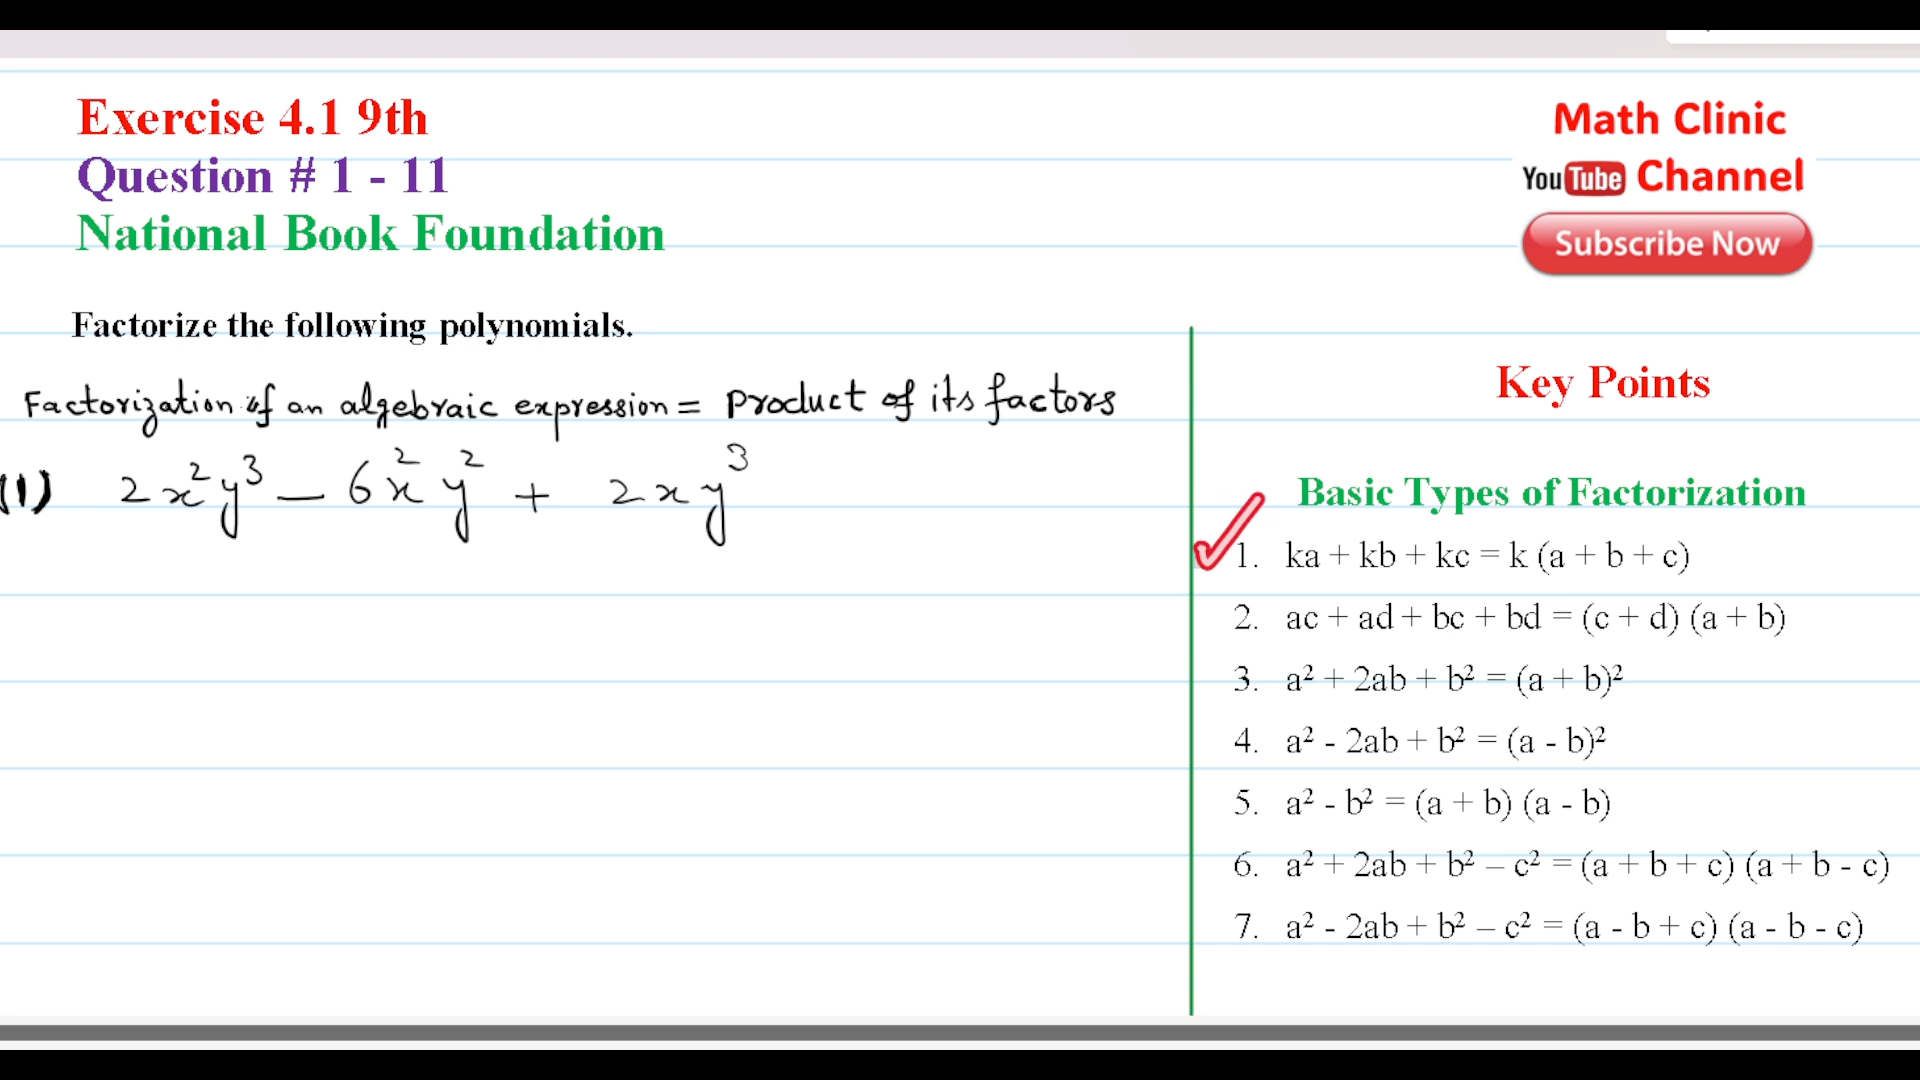 Exercise 4.1 9th
Question # 1 - 11
National Book Foundation
Math Clinic
YouTube Channel
Subscribe Now
Factorize the following polynomials.
Factorization of an algebraic expression = product of its factors
(1) 2x²y³ – 6x²y² + 2xy³
Key Points
Basic Types of Factorization
1. ka + kb + kc = k (a + b + c)
2. ac + ad + bc + bd = (c + d) (a + b)
3. a² + 2ab + b² = (a + b)²
4. a² - 2ab + b² = (a - b)²
5. a² - b² = (a + b) (a - b)
6. a² + 2ab + b² – c² = (a + b + c) (a + b - c)
7. a² - 2ab + b² – c² = (a - b + c) (a - b - c)